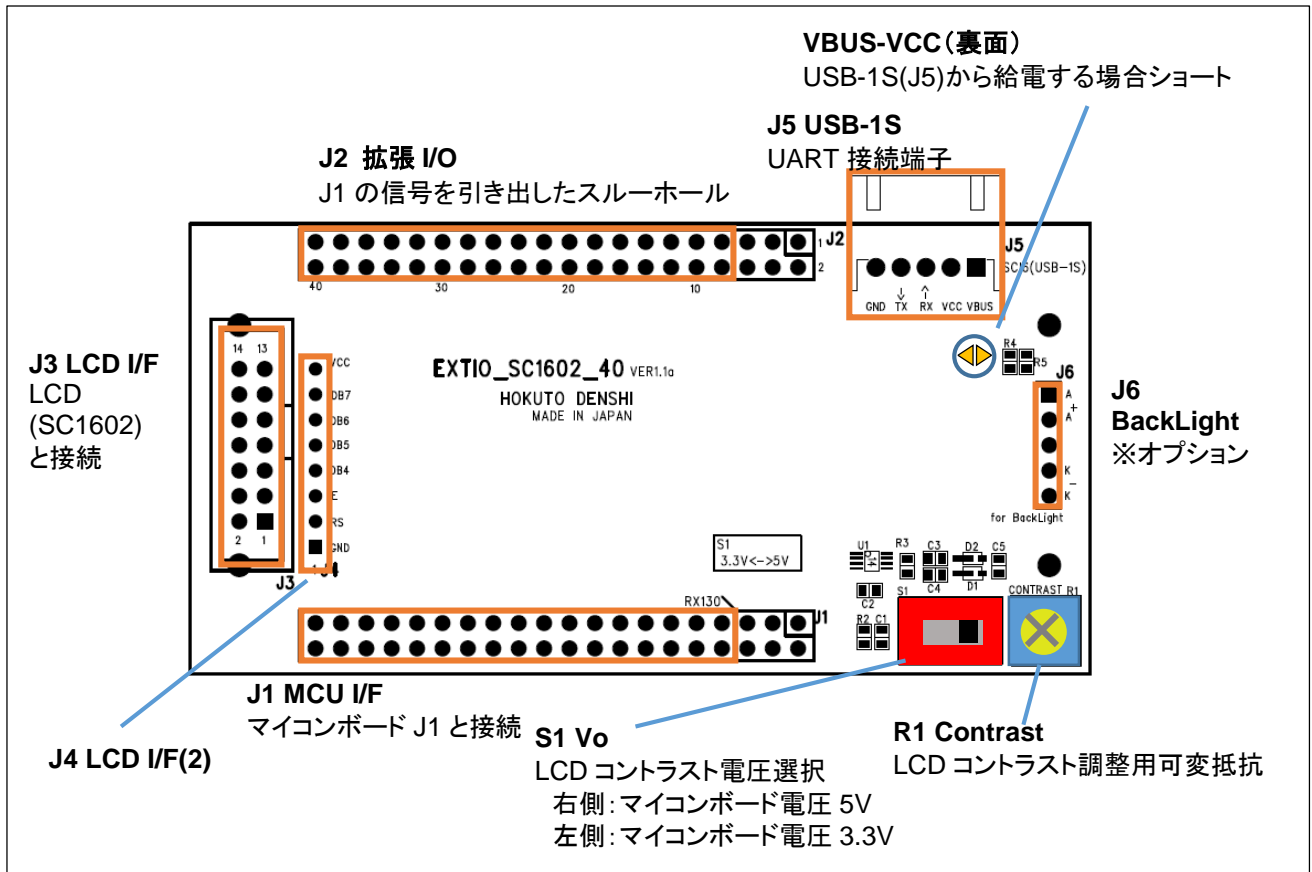 VBUS-VCC（裏面）
USB-1S(J5)から給電する場合ショート
J5 USB-1S
UART 接続端子
J2 拡張 I/O
J1 の信号を引き出したスルーホール
1 J2
2
40 30 20 10
J5
SCI6(USB-1S)
GND TX RX VCC VBUS
J3 LCD I/F
LCD
(SC1602)
と接続
14 13
2 1
J3
VCC
DB7
DB6
DB5
DB4
E
RS
GND
1 J4
EXTIO_SC1602_40 VER1.1a
HOKUTO DENSHI
MADE IN JAPAN
R4
R5
J6
A
+
A
K
-
K
for BackLight
J6
BackLight
※オプション
S1
3.3V<->5V
U1 R3 C3 D2 C5
C4 D1
C2
S1
CONTRAST R1
R2 C1
RX130
J1
J1 MCU I/F
マイコンボード J1 と接続
J4 LCD I/F(2)
S1 Vo
LCD コントラスト電圧選択
右側：マイコンボード電圧 5V
左側：マイコンボード電圧 3.3V
R1 Contrast
LCD コントラスト調整用可変抵抗